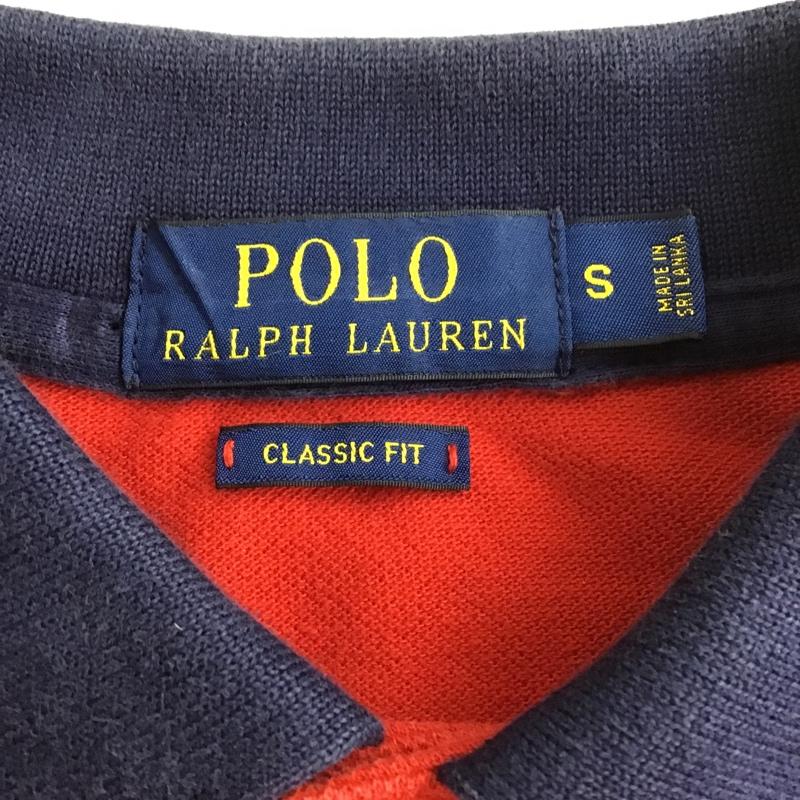 POLO
RALPH LAUREN
S
MADE IN
SRI LANKA
CLASSIC FIT